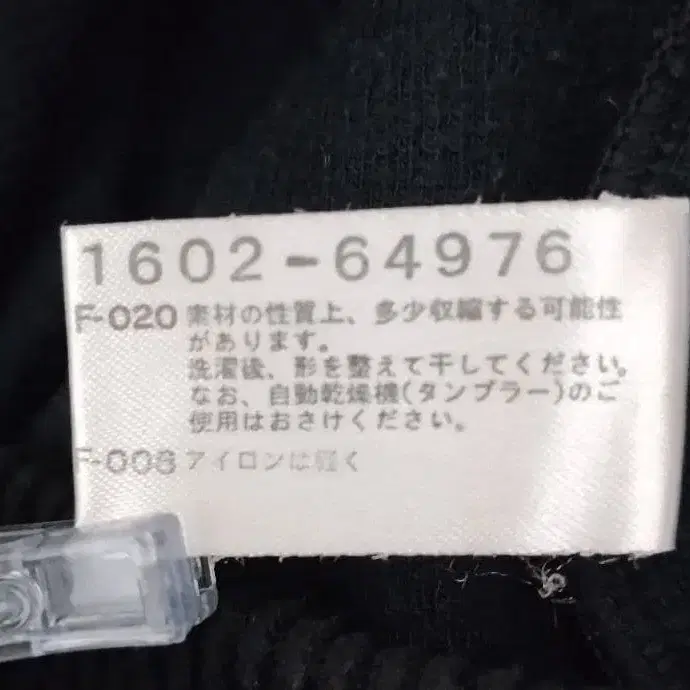 1602-64976
F-020 素材の性質上、多少収縮する可能性
があります。
洗濯後、形を整えて干してください。
なお、自動乾燥機(タンブラー)のご
使用はおさけください。
F-008 アイロンは軽く